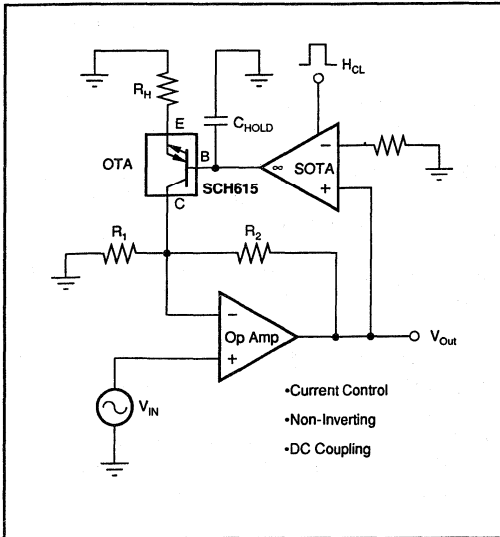 H_CL
R_H
C_HOLD
E
OTA
B
∞
SOTA
−
+
SCH615
C
R_1
R_2
−
Op Amp
+
V_Out
V_IN
•Current Control
•Non-Inverting
•DC Coupling